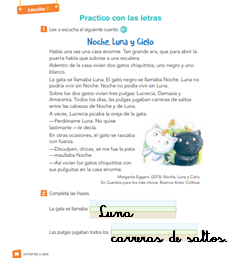 Lección 2
Practico con las letras
1 Lee o escucha el siguiente cuento.
Noche, Luna y Cielo
Había una vez una casa enorme. Tan grande era, que para abrir la
puerta había que subirse a una escalera.
Adentro de la casa vivían dos gatos chiquititos, uno negro y uno
blanco.
La gata se llamaba Luna. El gato negro se llamaba Noche. Luna no
podía vivir sin Noche. Noche no podía vivir sin Luna.
Sobre los dos gatos vivían tres pulgas: Lucrecia, Damasia y
Amaranta. Todos los días, las pulgas jugaban carreras de saltos
entre las cabezas de Noche y de Luna.
A veces, Lucrecia picaba la oreja de la gata
—Perdóname Luna. No quise
lastimarte —le decía.
En otras ocasiones, el gato se rascaba
con fuerza.
—Disculpen, chicas, se me fue la pata
—maullaba Noche.
—Así vivían los gatos chiquititos con
sus pulguitas en la casa enorme.
Margarita Eggers. (2013). Noche, Luna y Cielo.
En Cuentos para los más chicos. Buenos Aires: Colihue.
2 Completa las frases.
La gata se llamaba
Luna
Las pulgas jugaban todos los
carreras de saltos.
ochenta y seis